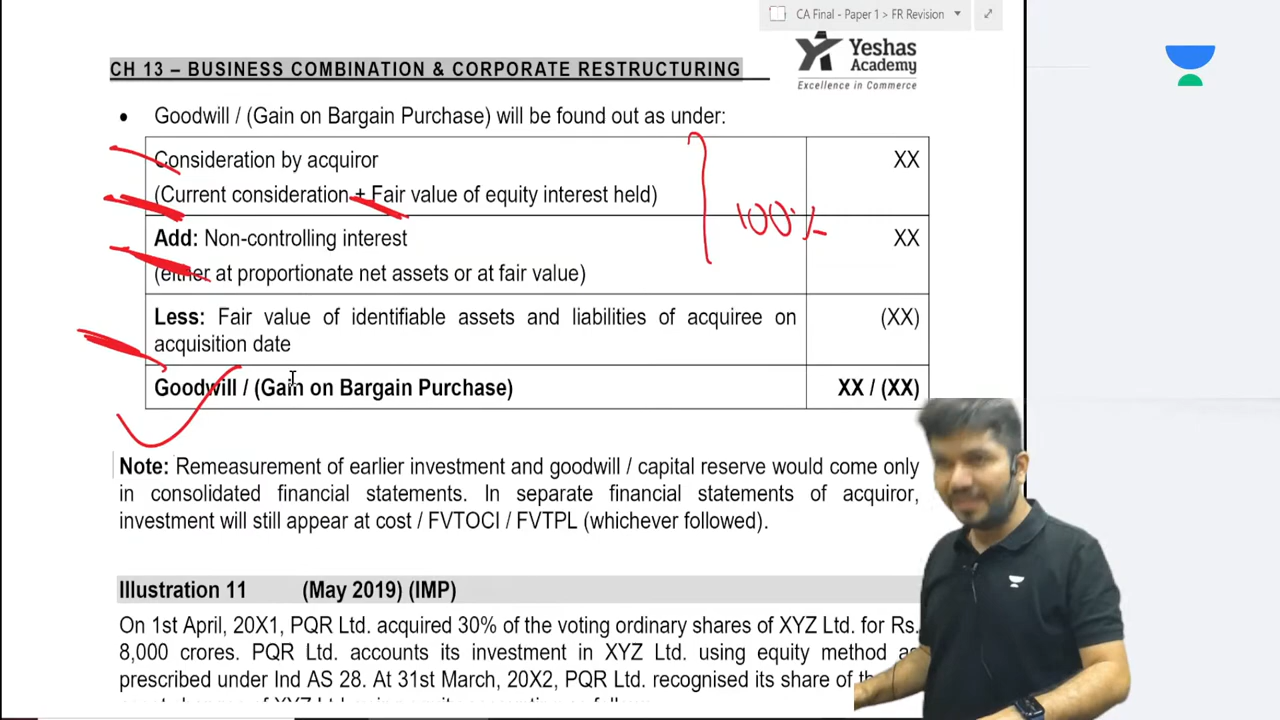 CA Final - Paper 1 > FR Revision
CH 13 – BUSINESS COMBINATION & CORPORATE RESTRUCTURING
Yeshas
Academy
Excellence in Commerce
• Goodwill / (Gain on Bargain Purchase) will be found out as under:
Consideration by acquiror XX
(Current consideration + Fair value of equity interest held)
100%
Add: Non-controlling interest XX
(either at proportionate net assets or at fair value)
Less: Fair value of identifiable assets and liabilities of acquiree on (XX)
acquisition date
Goodwill / (Gain on Bargain Purchase) XX / (XX)
Note: Remeasurement of earlier investment and goodwill / capital reserve would come only
in consolidated financial statements. In separate financial statements of acquiror,
investment will still appear at cost / FVTOCI / FVTPL (whichever followed).
Illustration 11 (May 2019) (IMP)
On 1st April, 20X1, PQR Ltd. acquired 30% of the voting ordinary shares of XYZ Ltd. for Rs.
8,000 crores. PQR Ltd. accounts its investment in XYZ Ltd. using equity method as
prescribed under Ind AS 28. At 31st March, 20X2, PQR Ltd. recognised its share of the